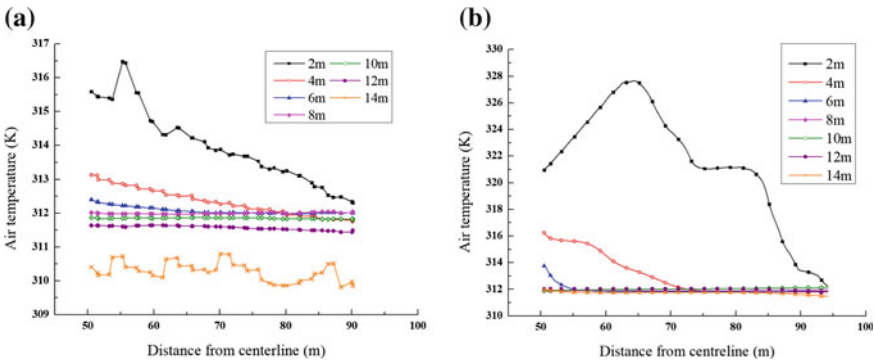 (a)
317
316
315
314
313
312
311
310
309
Air temperature (K)
50
60
70
80
90
100
Distance from centerline (m)
2m
4m
6m
8m
10m
12m
14m
(b)
330
328
326
324
322
320
318
316
314
312
310
Air temperature (K)
50
60
70
80
90
100
Distance from centreline (m)
2m
4m
6m
8m
10m
12m
14m